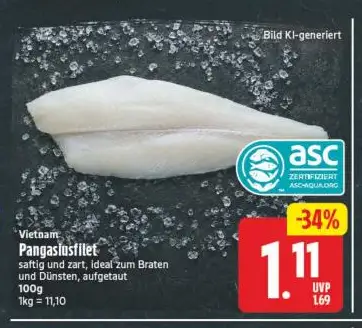 Bild KI-generiert
asc
ZERTIFIZIERT
ASC-AQUA.ORG
-34%
Vietnam
Pangasiusfilet
saftig und zart, ideal zum Braten
und Dünsten, aufgetaut
100g
1kg = 11,10
1.11
UVP
1.69